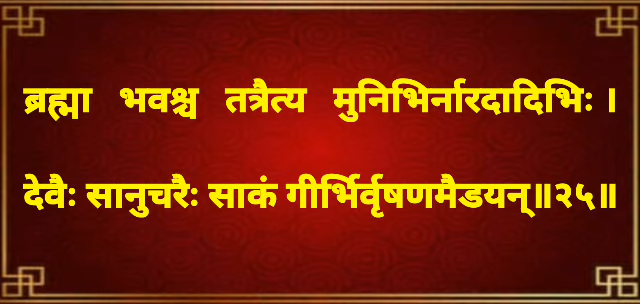 ब्रह्मा भवश्च तत्रैत्य मुनिभिर्नारदादिभिः ।
देवैः सानुचरैः साकं गीर्भिर्वृषणमैडयन्॥२५॥